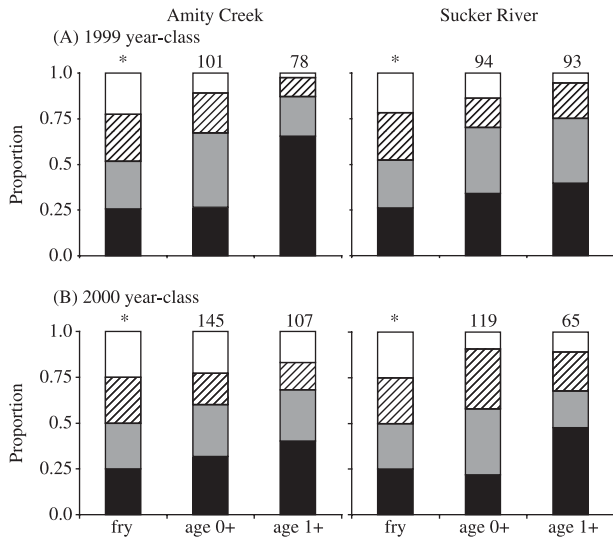 Amity Creek Sucker River
(A) 1999 year-class
* 101 78 * 94 93
1.0
0.75
0.5
0.25
0.0
Proportion
(B) 2000 year-class
* 145 107 * 119 65
1.0
0.75
0.5
0.25
0.0
Proportion
fry age 0+ age 1+ fry age 0+ age 1+